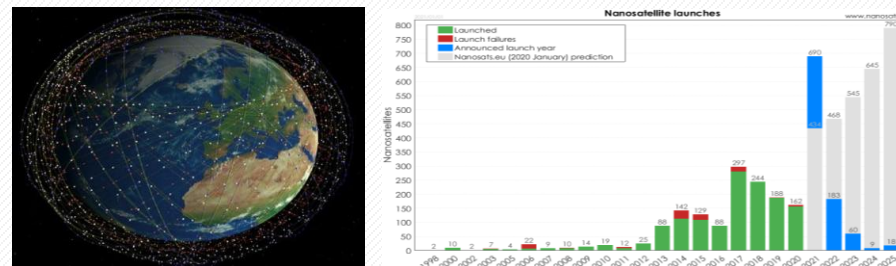 Nanosatellite launches
Launched
Launch failures
Announced launch year
Nanosats.eu (2020 January) prediction
Nanosatellites
800
750
700
650
600
550
500
450
400
350
300
250
200
150
100
50
0
2 10 2 7 4 22 9 10 14 19 12 25 88 142 129 88 297 244 188 162 690 468 183 545 60 645 9 18
1998 2000 2002 2003 2005 2006 2007 2008 2009 2010 2011 2012 2013 2014 2015 2016 2017 2018 2019 2020 2021 2022 2023 2024